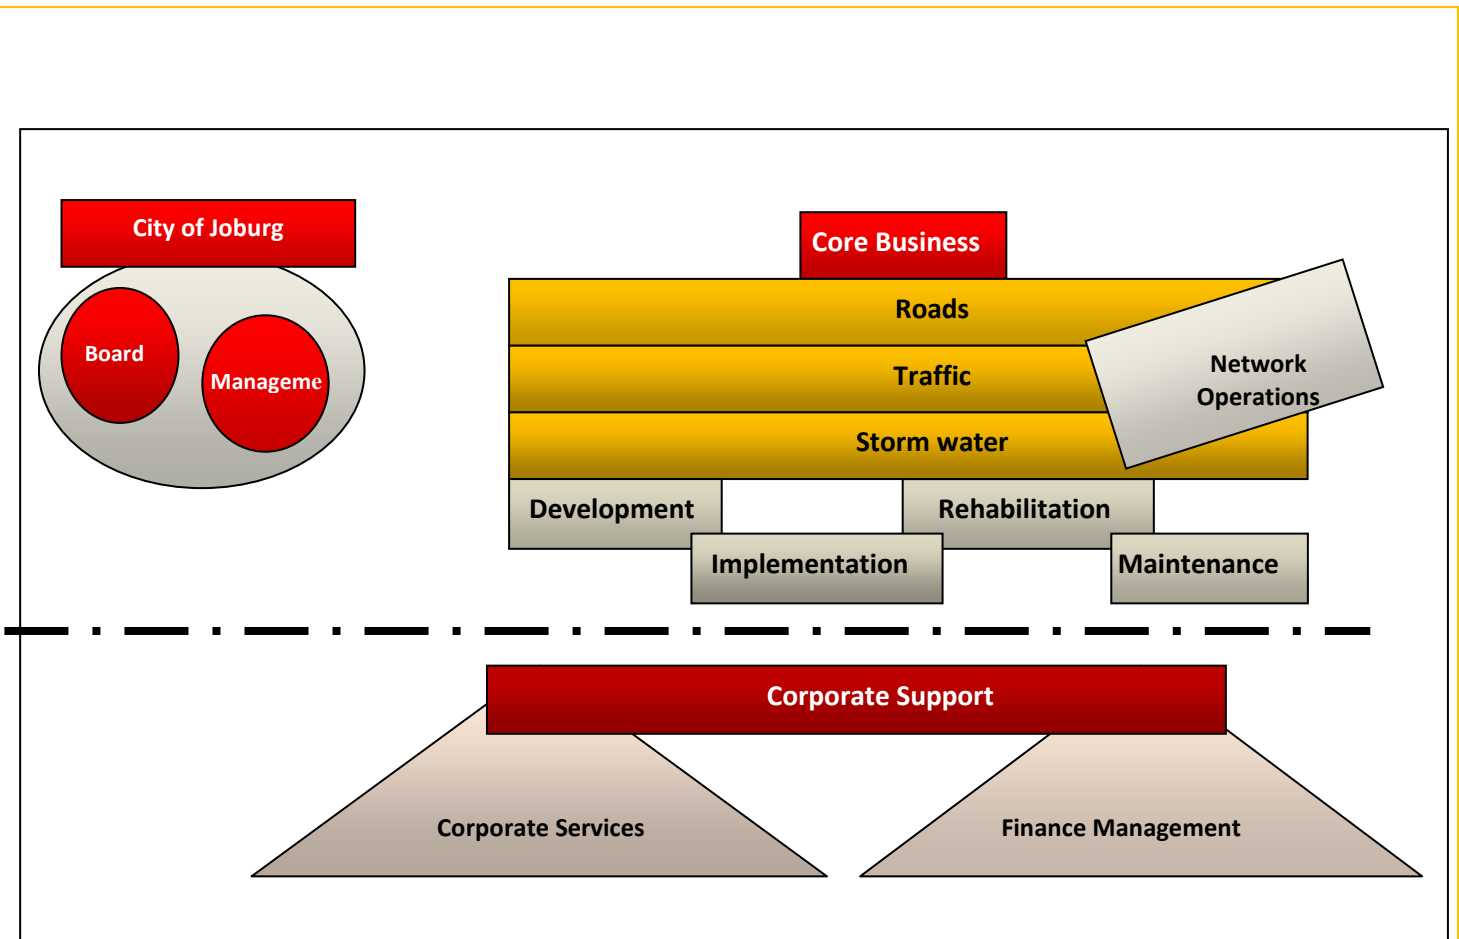 City of Joburg
Board
Manageme
Core Business
Roads
Traffic
Storm water
Network
Operations
Development
Rehabilitation
Implementation
Maintenance
Corporate Support
Corporate Services
Finance Management